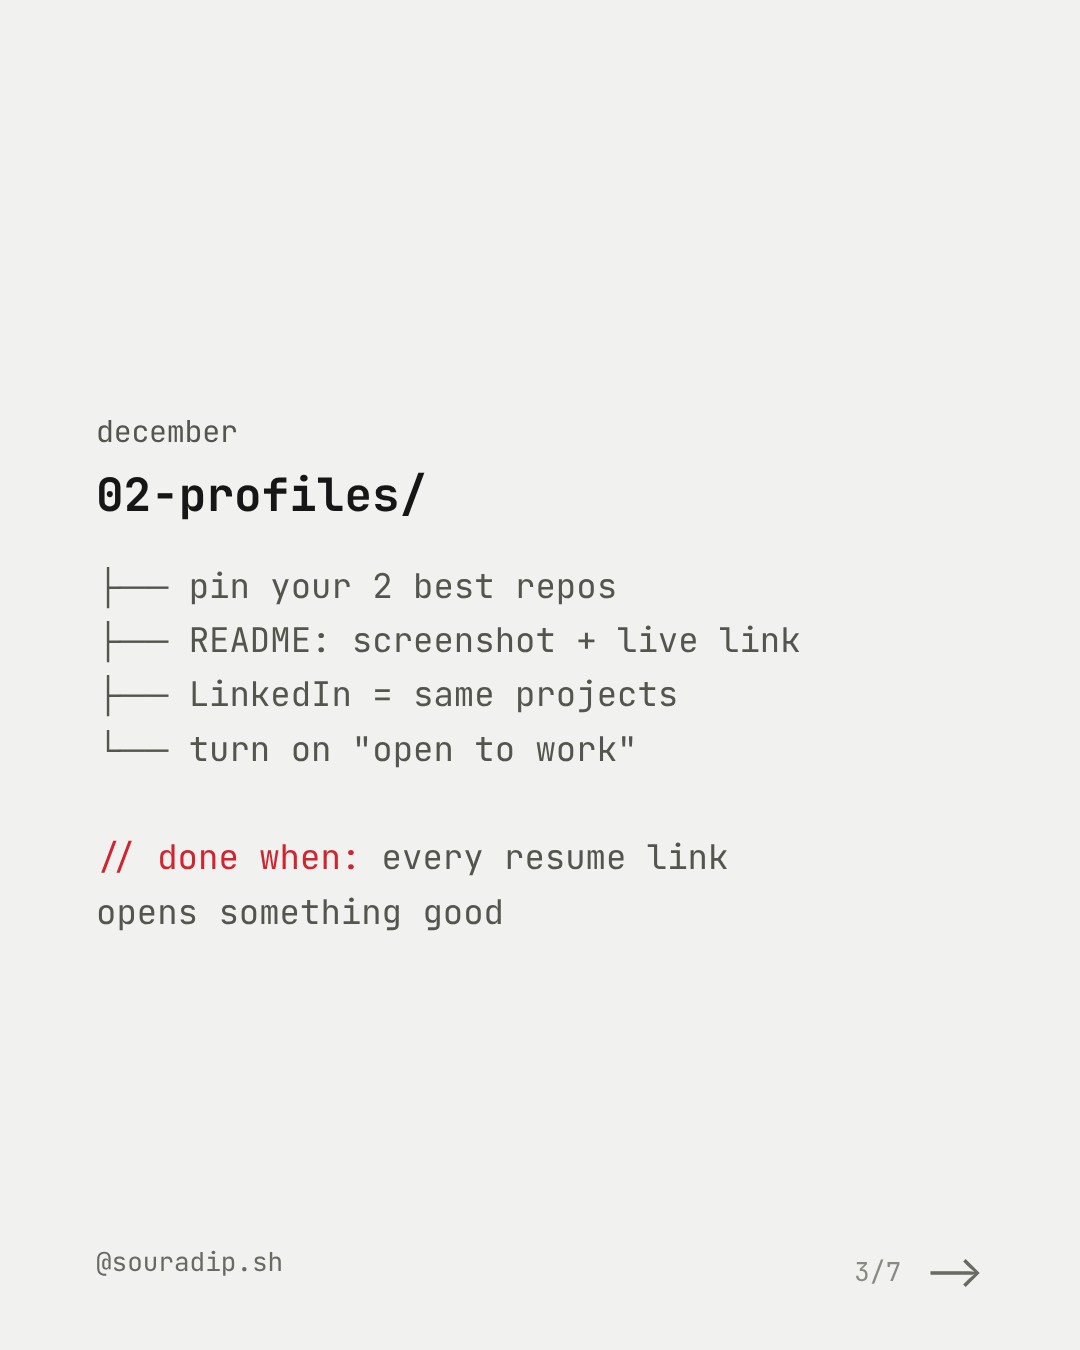 december
02-profiles/
├── pin your 2 best repos
├── README: screenshot + live link
├── LinkedIn = same projects
└── turn on "open to work"
// done when: every resume link
opens something good
@souradip.sh
3/7 →